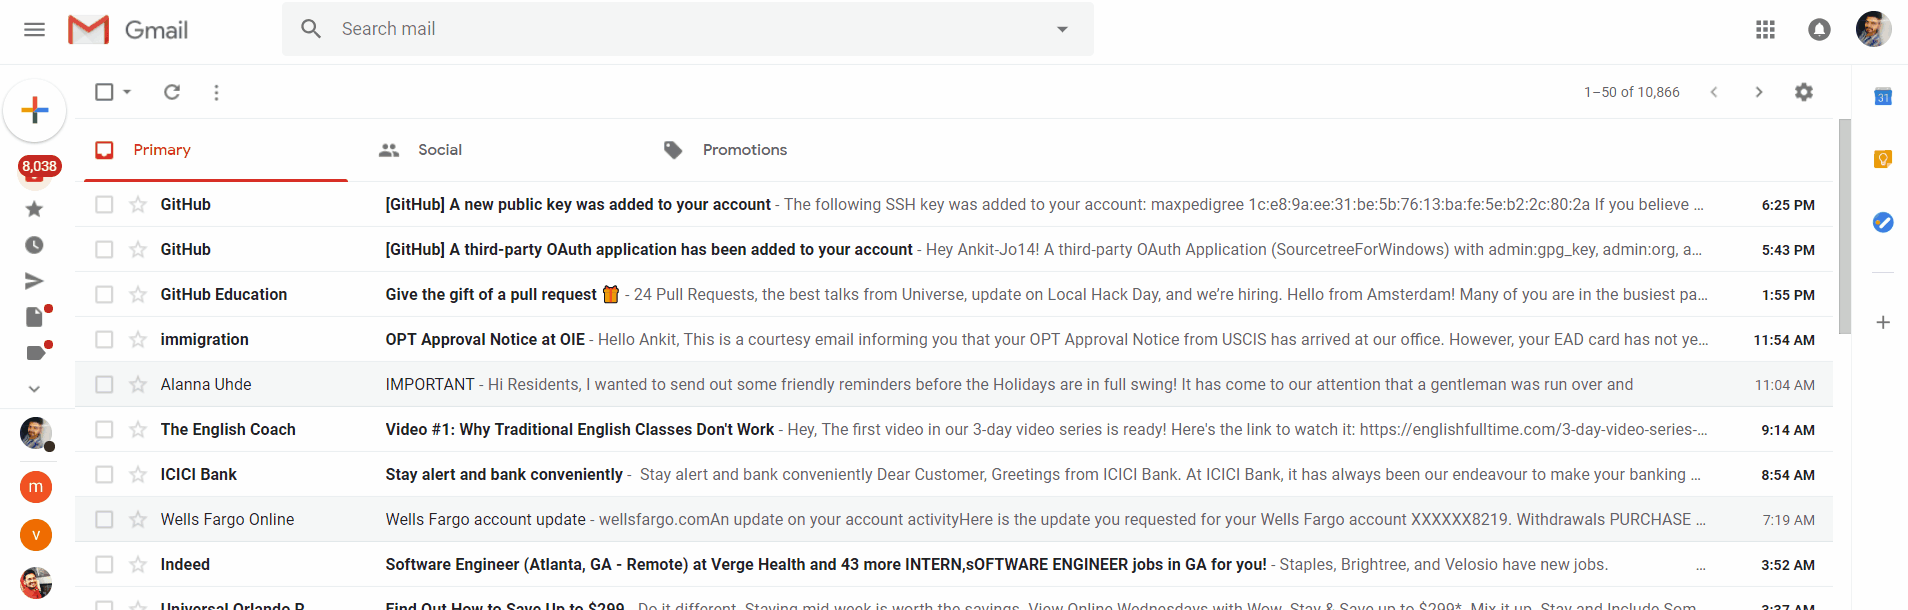 Gmail
Search mail
1–50 of 10,866
31
8,038
Primary
Social
Promotions
GitHub [GitHub] A new public key was added to your account - The following SSH key was added to your account: maxpedigree 1c:e8:9a:ee:31:be:5b:76:13:ba:fe:5e:b2:2c:80:2a If you believe ... 6:25 PM
GitHub [GitHub] A third-party OAuth application has been added to your account - Hey Ankit-Jo14! A third-party OAuth Application (SourcetreeForWindows) with admin:gpg_key, admin:org, a... 5:43 PM
GitHub Education Give the gift of a pull request 🎁 - 24 Pull Requests, the best talks from Universe, update on Local Hack Day, and we’re hiring. Hello from Amsterdam! Many of you are in the busiest pa... 1:55 PM
immigration OPT Approval Notice at OIE - Hello Ankit, This is a courtesy email informing you that your OPT Approval Notice from USCIS has arrived at our office. However, your EAD card has not ye... 11:54 AM
Alanna Uhde IMPORTANT - Hi Residents, I wanted to send out some friendly reminders before the Holidays are in full swing! It has come to our attention that a gentleman was run over and 11:04 AM
The English Coach Video #1: Why Traditional English Classes Don't Work - Hey, The first video in our 3-day video series is ready! Here's the link to watch it: https://englishfulltime.com/3-day-video-series-... 9:14 AM
ICICI Bank Stay alert and bank conveniently - Stay alert and bank conveniently Dear Customer, Greetings from ICICI Bank. At ICICI Bank, it has always been our endeavour to make your banking ... 8:54 AM
m
Wells Fargo Online Wells Fargo account update - wellsfargo.comAn update on your account activityHere is the update you requested for your Wells Fargo account XXXXXX8219. Withdrawals PURCHASE ... 7:19 AM
v
Indeed Software Engineer (Atlanta, GA - Remote) at Verge Health and 43 more INTERN,sOFTWARE ENGINEER jobs in GA for you! - Staples, Brightree, and Velosio have new jobs. ... 3:52 AM
Universal Orlando R. Find Out How to Save Up to $299 - Do it different. Staying mid week is worth the savings. View Online Wednesdays with Wow. Stay & Save up to $299*. Mix it up. Stay and Include Som 3:37 AM